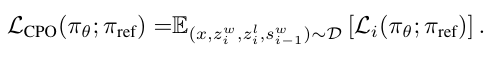 $\mathcal{L}_{\text{CPO}}(\pi_\theta; \pi_{\text{ref}}) = \mathbb{E}_{(x, z_i^w, z_i^l, s_{i-1}^w) \sim \mathcal{D}} \left[ \mathcal{L}_i(\pi_\theta; \pi_{\text{ref}}) \right].$